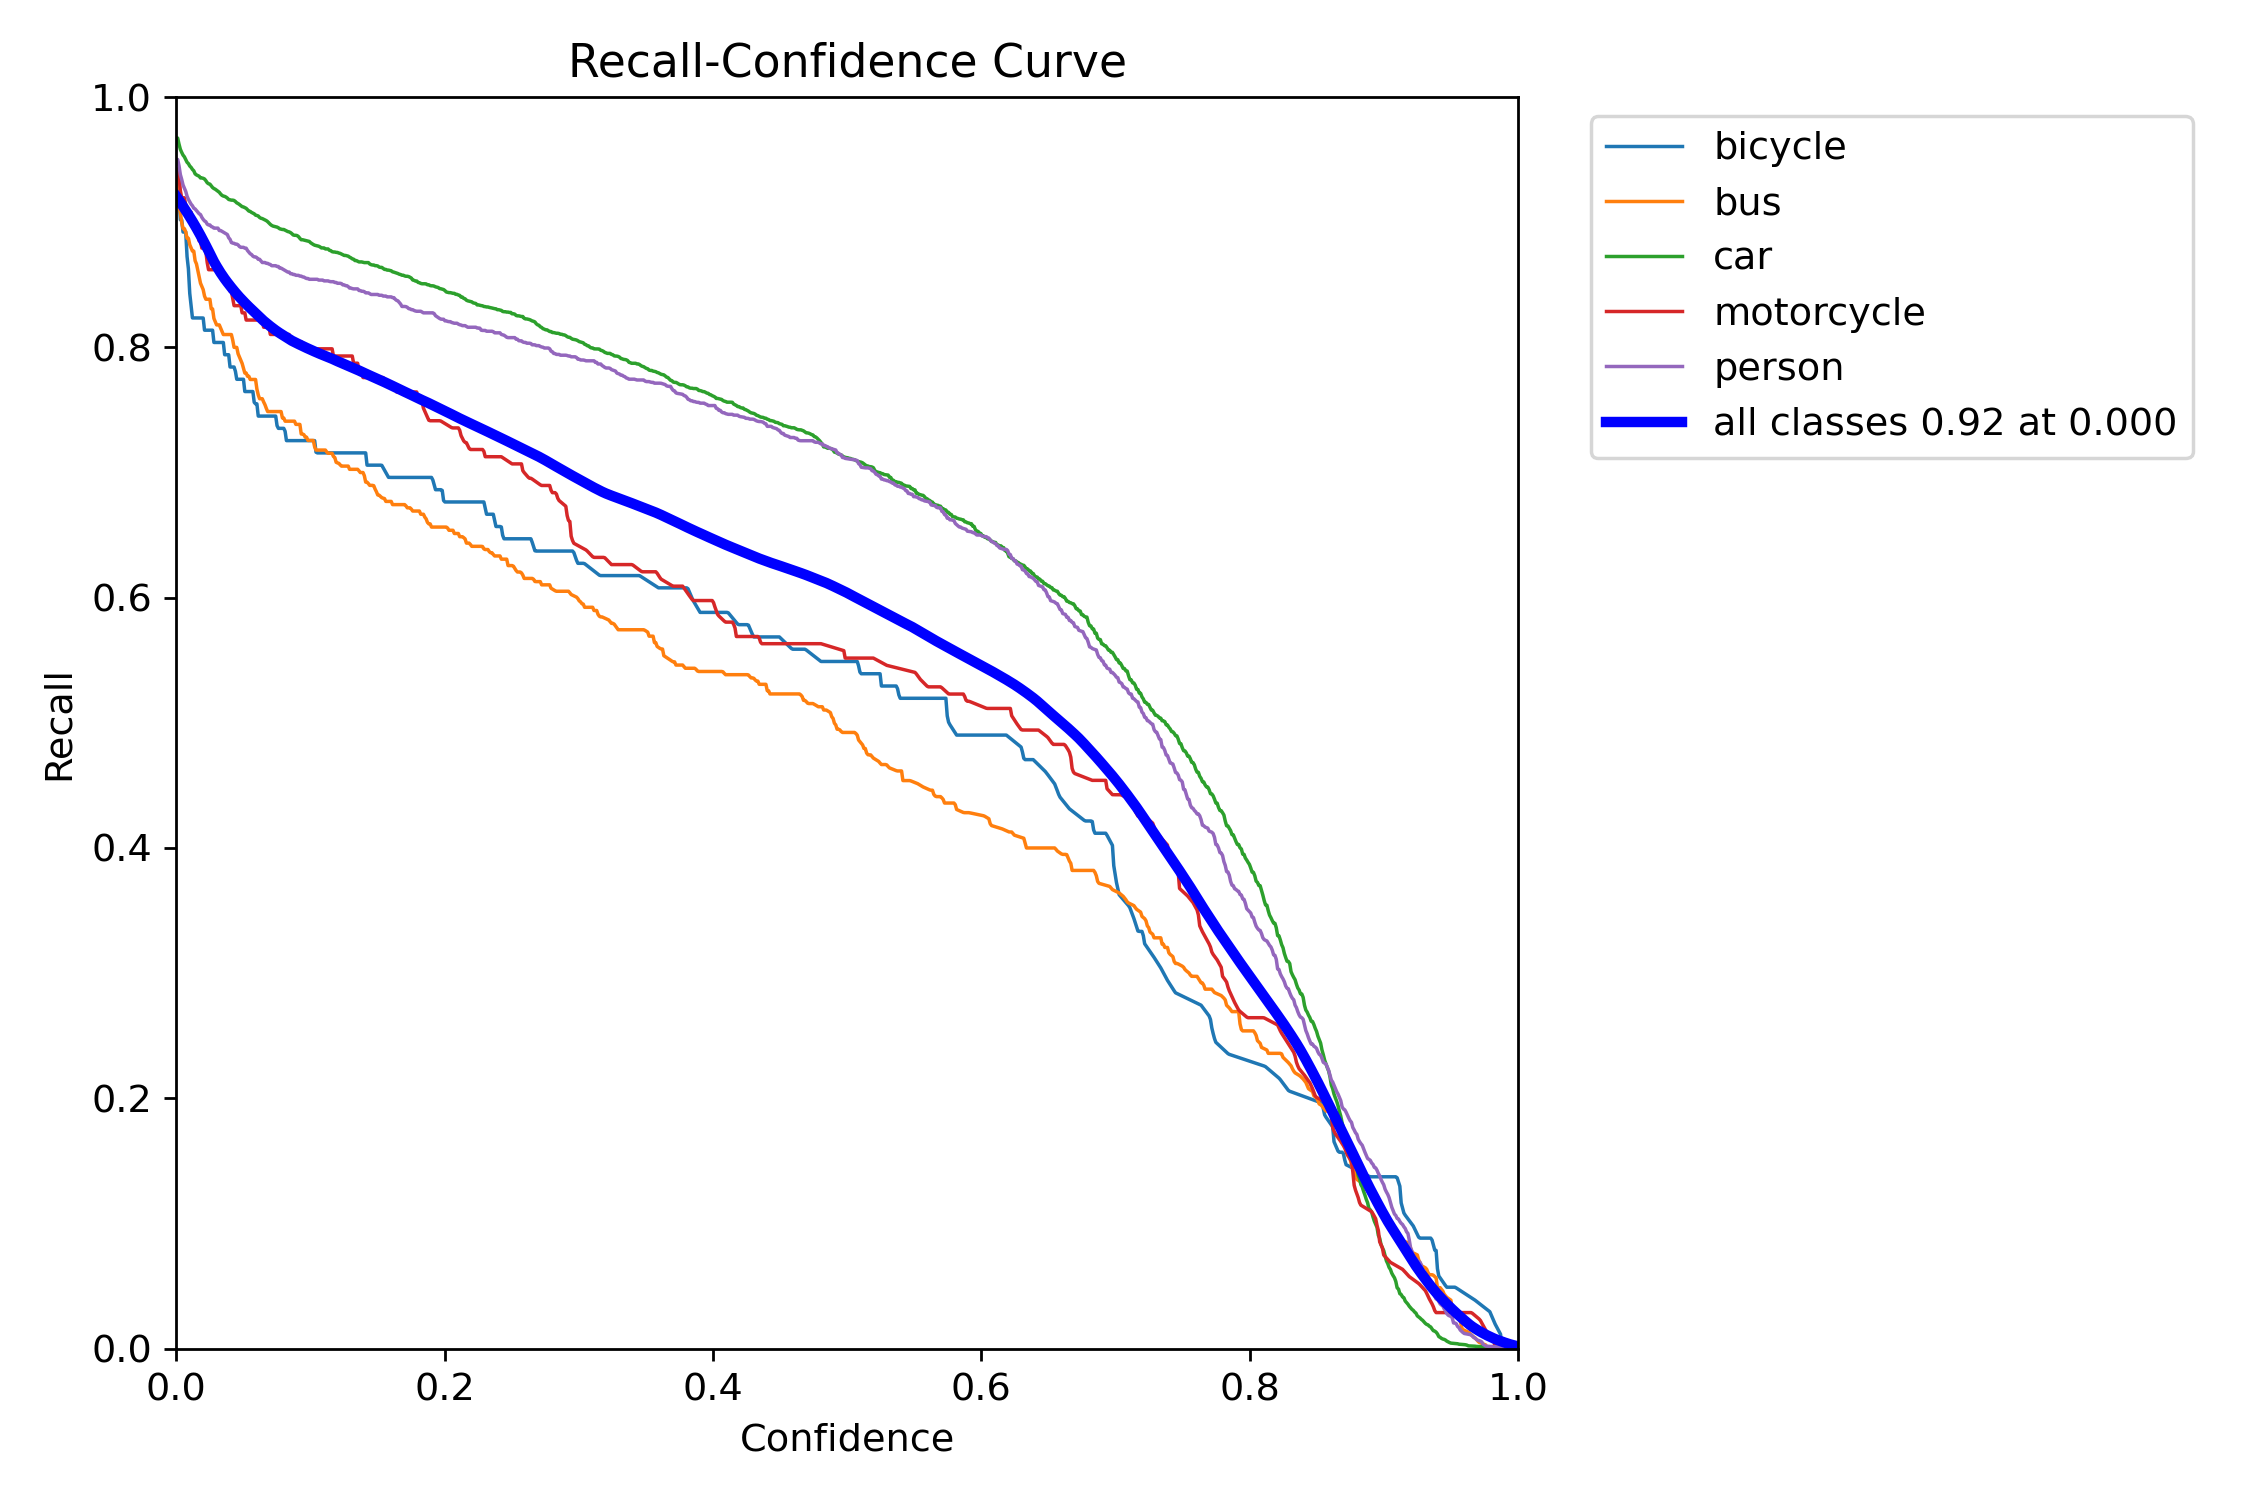 Recall-Confidence Curve
1.0
0.8
0.6
0.4
0.2
0.0
Recall
0.0 0.2 0.4 0.6 0.8 1.0
Confidence
bicycle
bus
car
motorcycle
person
all classes 0.92 at 0.000